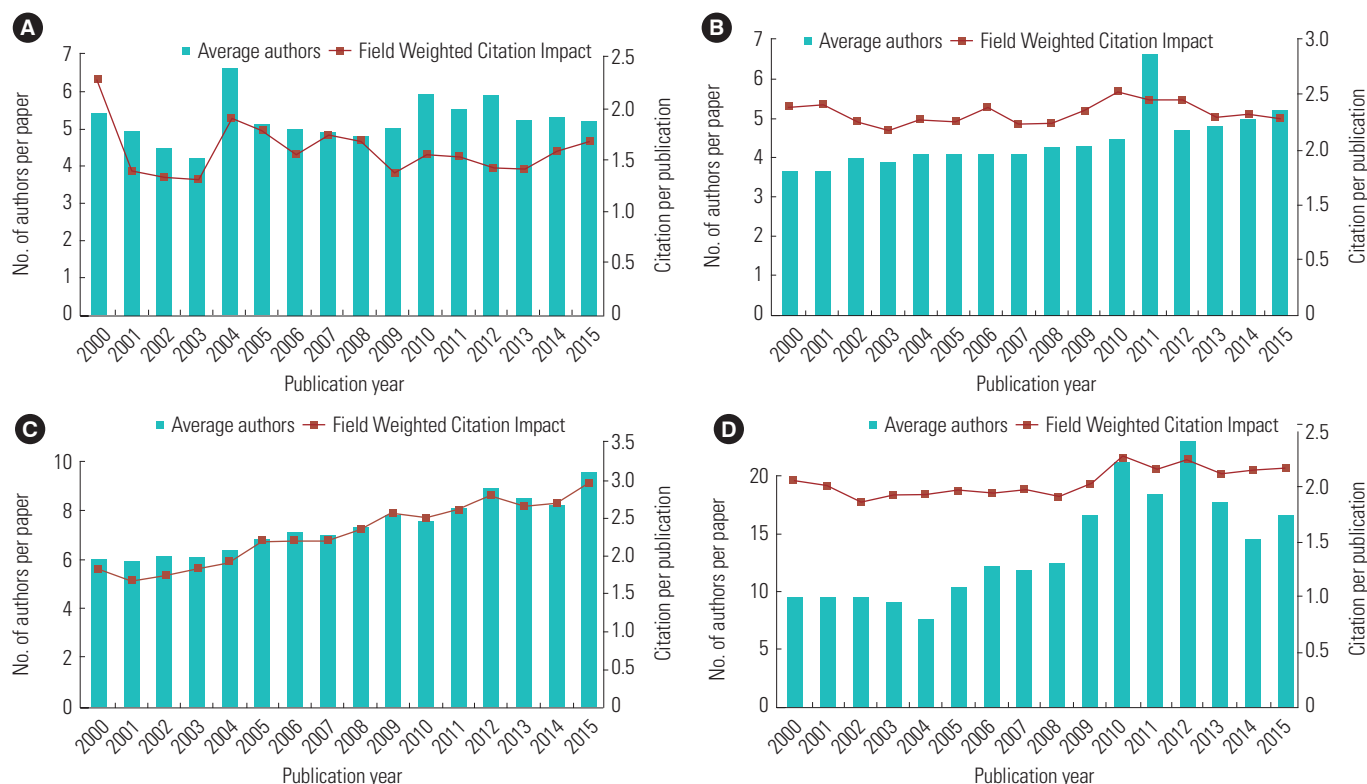 A
Average authors Field Weighted Citation Impact
7
6
5
4
3
2
1
0
No. of authors per paper
2.5
2.0
1.5
1.0
0.5
0
Citation per publication
2000 2001 2002 2003 2004 2005 2006 2007 2008 2009 2010 2011 2012 2013 2014 2015
Publication year
B
Average authors Field Weighted Citation Impact
7
6
5
4
3
2
1
0
No. of authors per paper
3.0
2.5
2.0
1.5
1.0
0.5
0
Citation per publication
2000 2001 2002 2003 2004 2005 2006 2007 2008 2009 2010 2011 2012 2013 2014 2015
Publication year
C
Average authors Field Weighted Citation Impact
10
8
6
4
2
0
No. of authors per paper
3.5
3.0
2.5
2.0
1.5
1.0
0.5
0
Citation per publication
2000 2001 2002 2003 2004 2005 2006 2007 2008 2009 2010 2011 2012 2013 2014 2015
Publication year
D
Average authors Field Weighted Citation Impact
20
15
10
5
0
No. of authors per paper
2.5
2.0
1.5
1.0
0.5
0
Citation per publication
2000 2001 2002 2003 2004 2005 2006 2007 2008 2009 2010 2011 2012 2013 2014 2015
Publication year